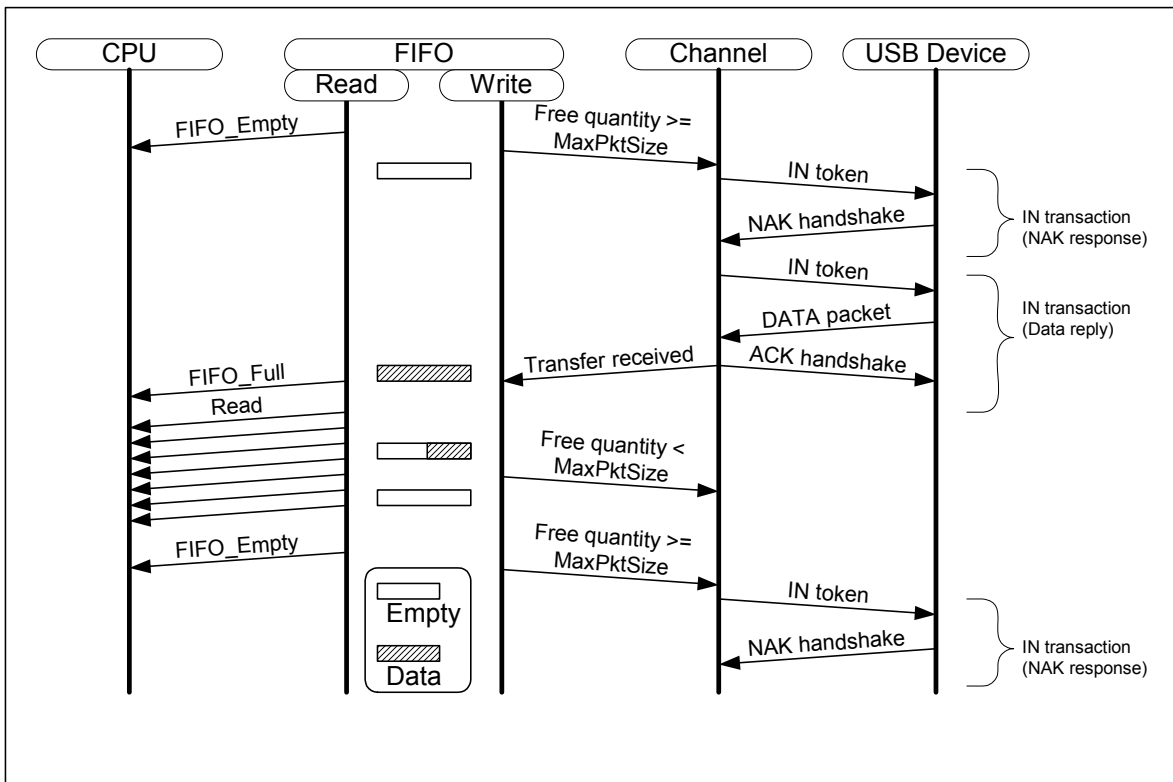 CPU
FIFO
Channel
USB Device
Read
Write
FIFO_Empty
Free quantity >=
MaxPktSize
IN token
NAK handshake
IN transaction
(NAK response)
IN token
DATA packet
IN transaction
(Data reply)
Transfer received
ACK handshake
FIFO_Full
Read
Free quantity <
MaxPktSize
FIFO_Empty
Free quantity >=
MaxPktSize
IN token
Empty
NAK handshake
IN transaction
(NAK response)
Data